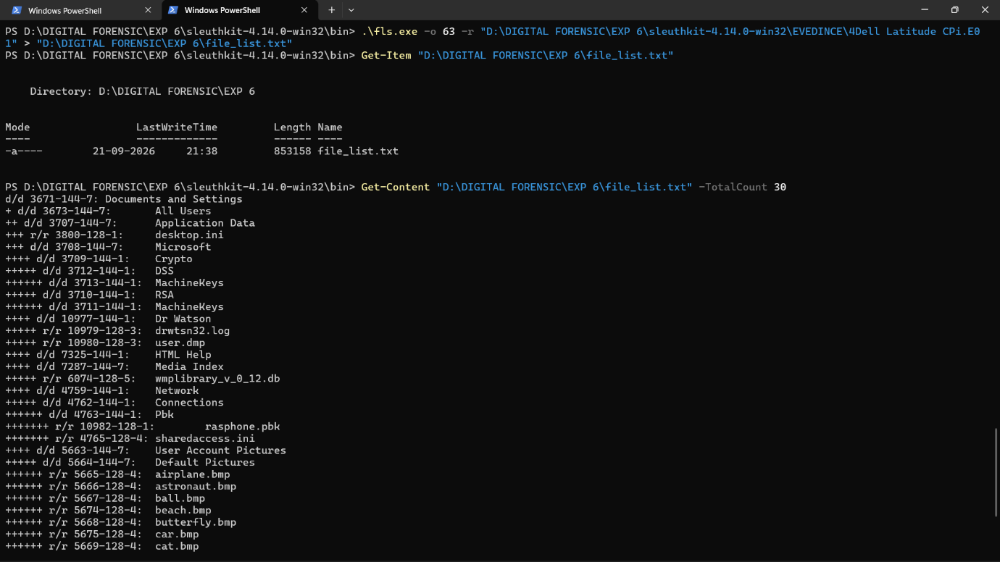 Windows PowerShell
Windows PowerShell
PS D:\DIGITAL FORENSIC\EXP 6\sleuthkit-4.14.0-win32\bin> .\fls.exe -o 63 -r "D:\DIGITAL FORENSIC\EXP 6\sleuthkit-4.14.0-win32\EVEDINCE\4Dell Latitude CPi.E0
1" > "D:\DIGITAL FORENSIC\EXP 6\file_list.txt"
PS D:\DIGITAL FORENSIC\EXP 6\sleuthkit-4.14.0-win32\bin> Get-Item "D:\DIGITAL FORENSIC\EXP 6\file_list.txt"
Directory: D:\DIGITAL FORENSIC\EXP 6
Mode                 LastWriteTime         Length Name
----                 -------------         ------ ----
-a----        21-09-2026     21:38         853158 file_list.txt
PS D:\DIGITAL FORENSIC\EXP 6\sleuthkit-4.14.0-win32\bin> Get-Content "D:\DIGITAL FORENSIC\EXP 6\file_list.txt" -TotalCount 30
d/d 3671-144-7: Documents and Settings
+ d/d 3673-144-7:       All Users
++ d/d 3707-144-7:      Application Data
+++ r/r 3800-128-1:     desktop.ini
+++ d/d 3708-144-7:     Microsoft
++++ d/d 3709-144-1:    Crypto
+++++ d/d 3712-144-1:   DSS
++++++ d/d 3713-144-1:  MachineKeys
+++++ d/d 3710-144-1:   RSA
++++++ d/d 3711-144-1:  MachineKeys
++++ d/d 10977-144-1:   Dr Watson
+++++ r/r 10979-128-3:  drwtsn32.log
+++++ r/r 10980-128-3:  user.dmp
++++ d/d 7325-144-1:    HTML Help
++++ d/d 7287-144-7:    Media Index
+++++ r/r 6074-128-5:   wmplibrary_v_0_12.db
++++ d/d 4759-144-1:    Network
+++++ d/d 4762-144-1:   Connections
++++++ d/d 4763-144-1:  Pbk
+++++++ r/r 10982-128-1:        rasphone.pbk
+++++++ r/r 4765-128-4: sharedaccess.ini
++++ d/d 5663-144-7:    User Account Pictures
+++++ d/d 5664-144-7:   Default Pictures
++++++ r/r 5665-128-4:  airplane.bmp
++++++ r/r 5666-128-4:  astronaut.bmp
++++++ r/r 5667-128-4:  ball.bmp
++++++ r/r 5674-128-4:  beach.bmp
++++++ r/r 5668-128-4:  butterfly.bmp
++++++ r/r 5675-128-4:  car.bmp
++++++ r/r 5669-128-4:  cat.bmp